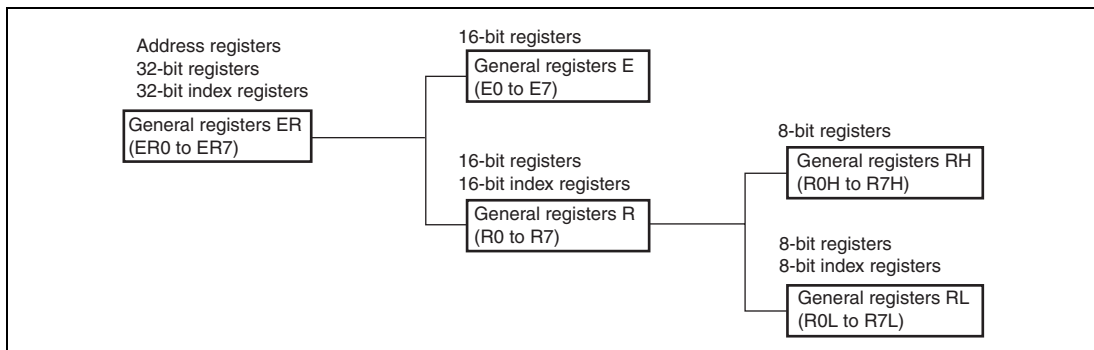 Address registers
32-bit registers
32-bit index registers
General registers ER
(ER0 to ER7)
16-bit registers
General registers E
(E0 to E7)
16-bit registers
16-bit index registers
General registers R
(R0 to R7)
8-bit registers
General registers RH
(R0H to R7H)
8-bit registers
8-bit index registers
General registers RL
(R0L to R7L)